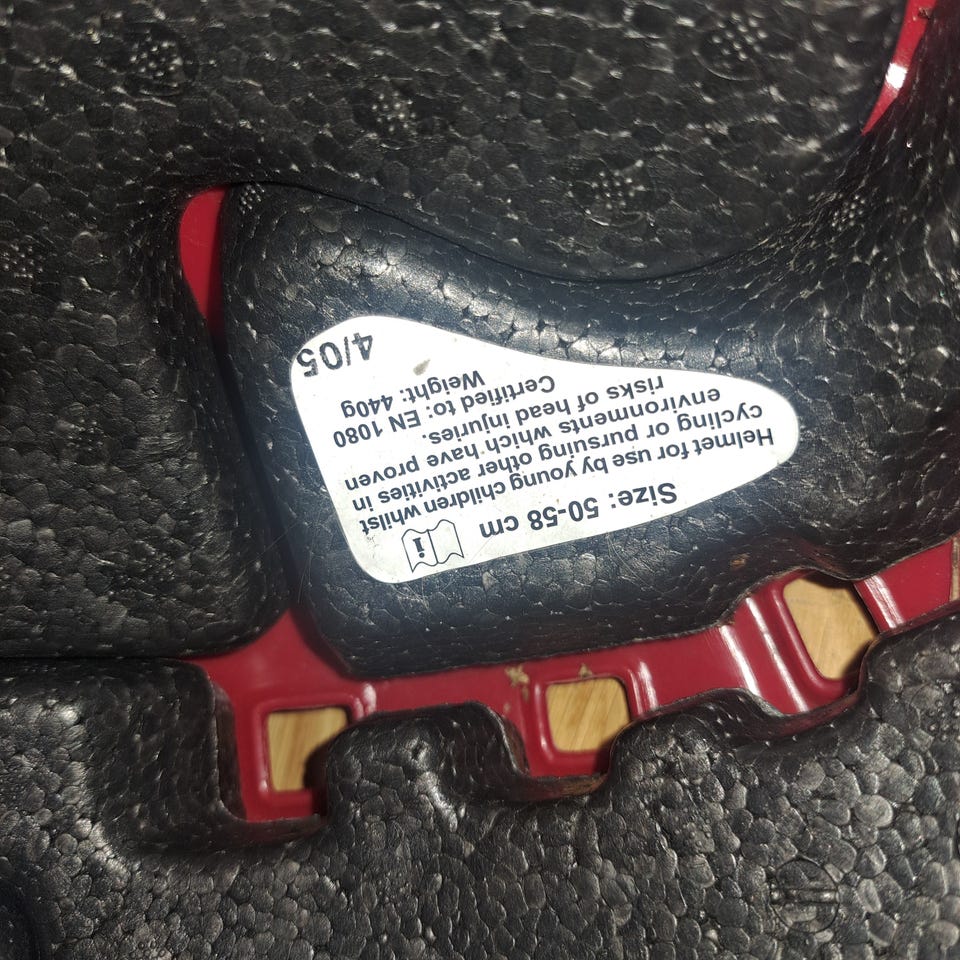 Size: 50-58 cm
Helmet for use by young children whilst
cycling or pursuing other activities in
environments which have proven
risks of head injuries.
Certified to: EN 1080
Weight: 440g
4/05